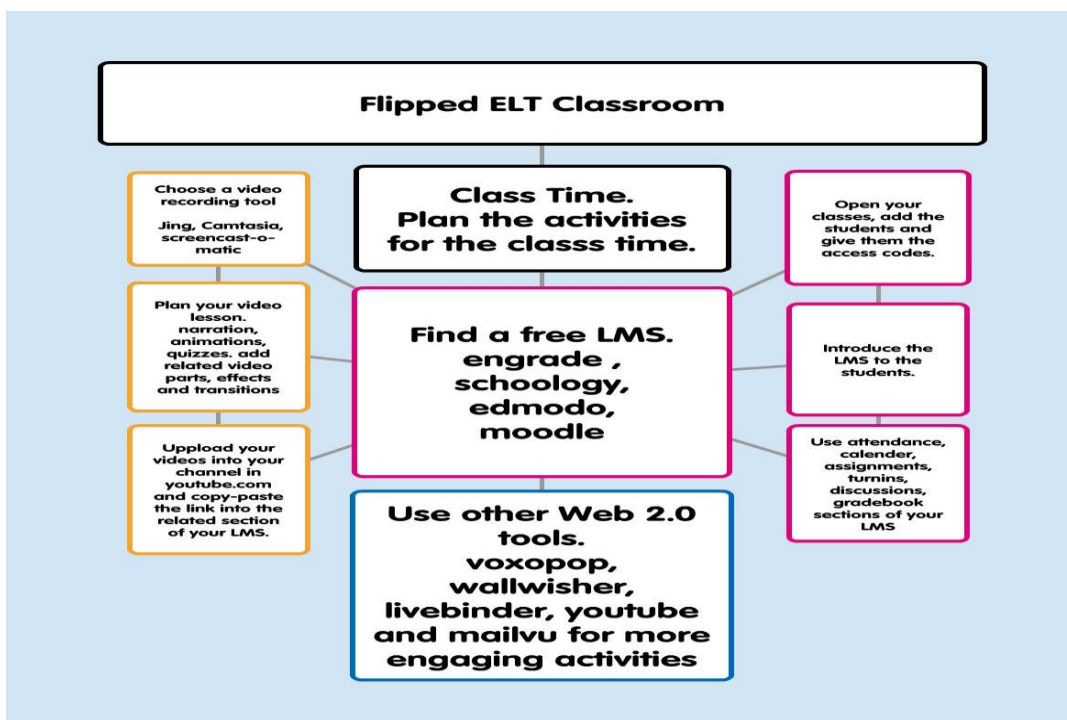 Flipped ELT Classroom
Choose a video
recording tool
Jing, Camtasia,
screencast-o-
matic
Plan your video
lesson.
narration,
animations,
quizzes. add
related video
parts, effects
and transitions
Uppload your
videos into your
channel in
youtube.com
and copy-paste
the link into the
related section
of your LMS.
Class Time.
Plan the activities
for the classs time.
Find a free LMS.
engrade ,
schoology,
edmodo,
moodle
Use other Web 2.0
tools.
voxopop,
wallwisher,
livebinder, youtube
and mailvu for more
engaging activities
Open your
classes, add the
students and
give them the
access codes.
Introduce the
LMS to the
students.
Use attendance,
calender,
assignments,
turnins,
discussions,
gradebook
sections of your
LMS